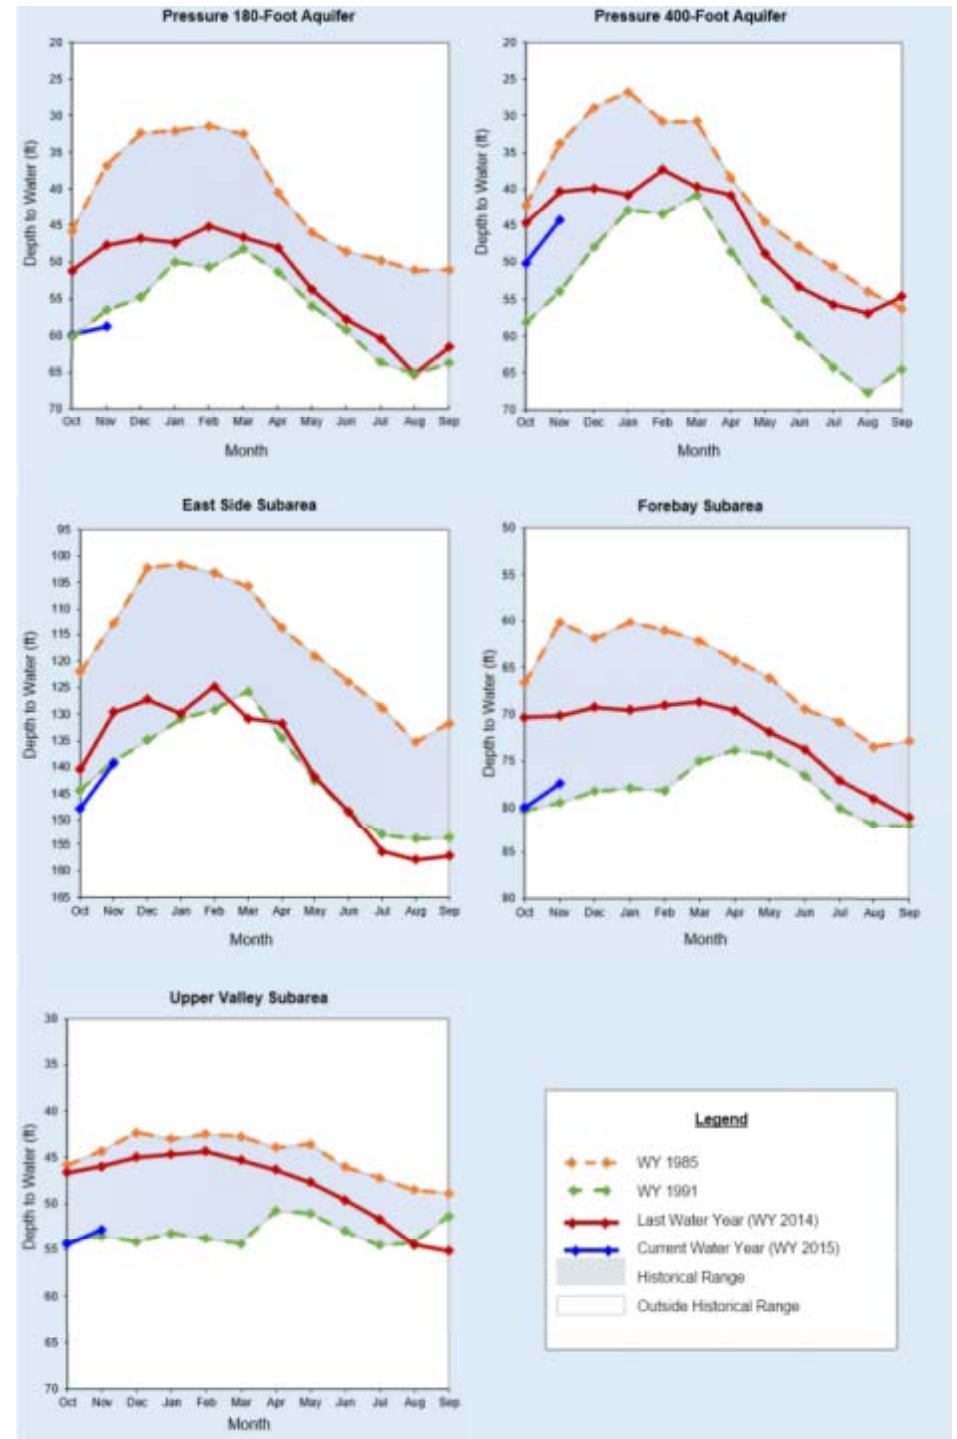 Pressure 180-Foot Aquifer
Depth to Water (ft)
20
25
30
35
40
45
50
55
60
65
70
Oct Nov Dec Jan Feb Mar Apr May Jun Jul Aug Sep
Month
Pressure 400-Foot Aquifer
Depth to Water (ft)
20
25
30
35
40
45
50
55
60
65
70
Oct Nov Dec Jan Feb Mar Apr May Jun Jul Aug Sep
Month
East Side Subarea
Depth to Water (ft)
95
100
105
110
115
120
125
130
135
140
145
150
155
160
165
Oct Nov Dec Jan Feb Mar Apr May Jun Jul Aug Sep
Month
Forebay Subarea
Depth to Water (ft)
50
55
60
65
70
75
80
85
90
Oct Nov Dec Jan Feb Mar Apr May Jun Jul Aug Sep
Month
Upper Valley Subarea
Depth to Water (ft)
30
35
40
45
50
55
60
65
70
Oct Nov Dec Jan Feb Mar Apr May Jun Jul Aug Sep
Month
Legend
WY 1985
WY 1991
Last Water Year (WY 2014)
Current Water Year (WY 2015)
Historical Range
Outside Historical Range